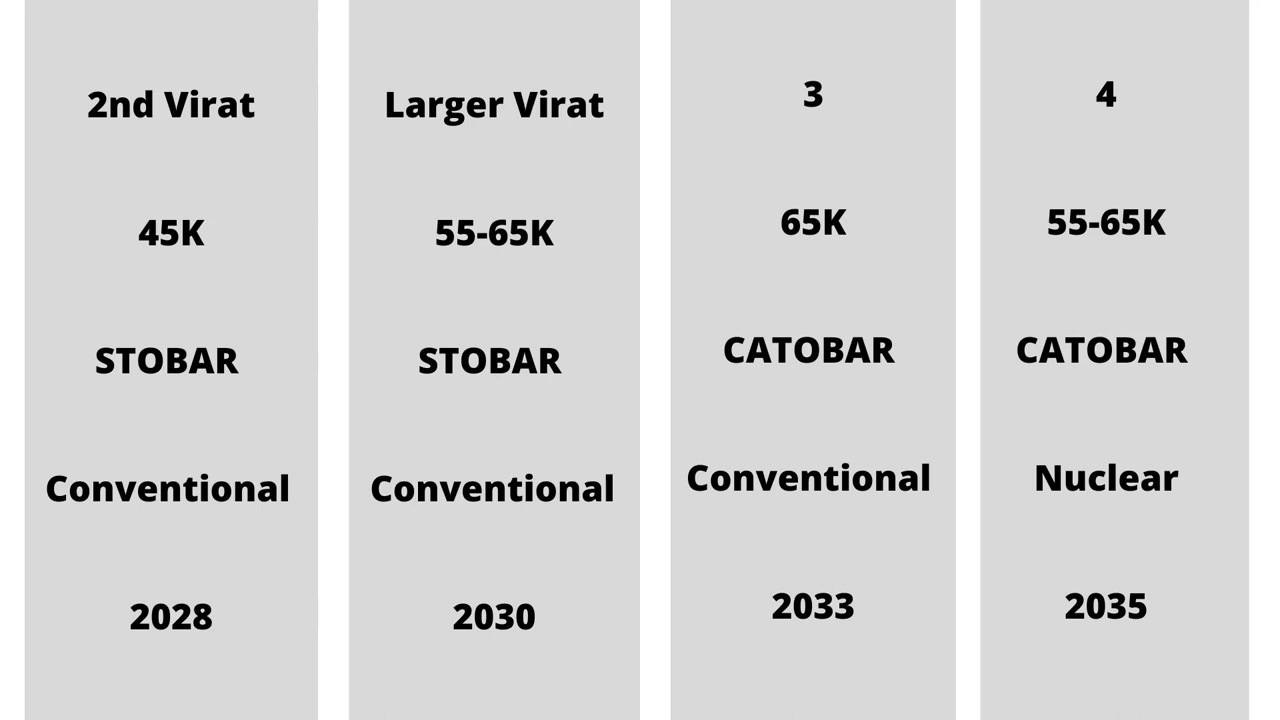 2nd Virat
45K
STOBAR
Conventional
2028
Larger Virat
55-65K
STOBAR
Conventional
2030
3
65K
CATOBAR
Conventional
2033
4
55-65K
CATOBAR
Nuclear
2035